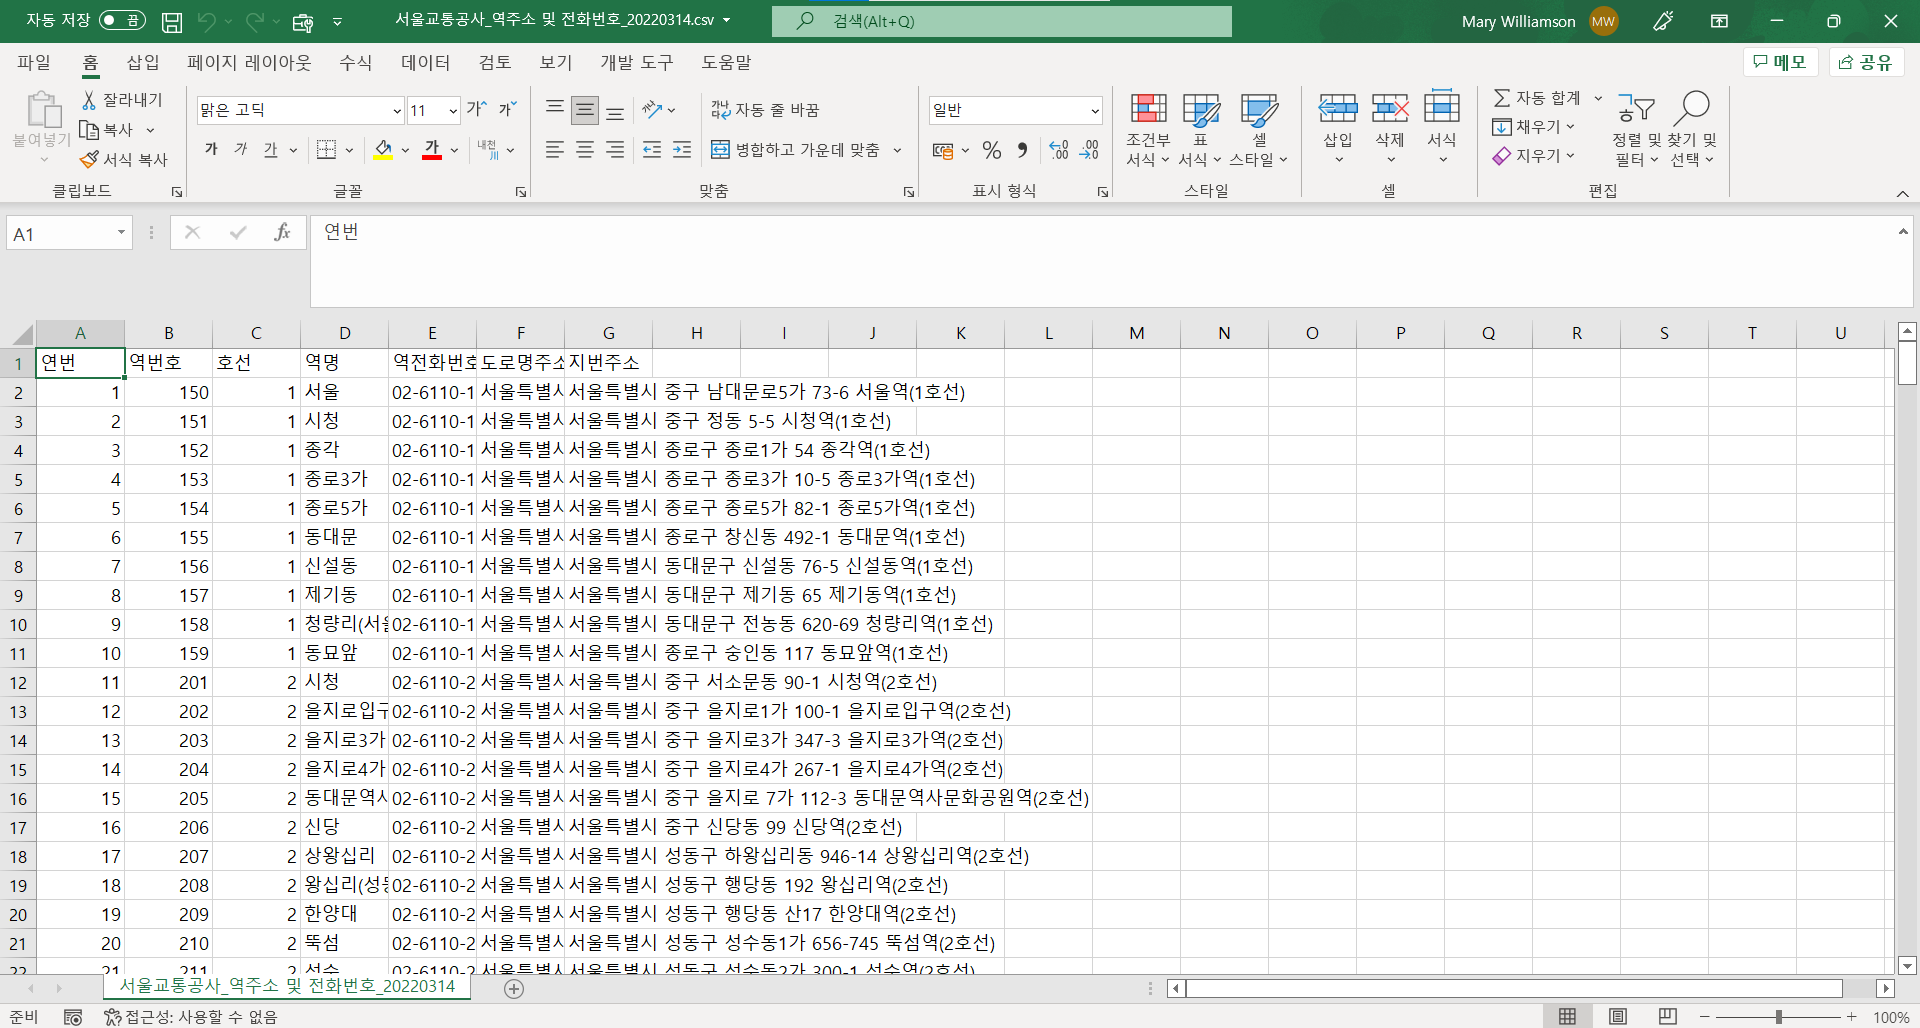 자동 저장 끔 서울교통공사_역주소 및 전화번호_20220314.csv 검색(Alt+Q) Mary Williamson MW
파일 홈 삽입 페이지 레이아웃 수식 데이터 검토 보기 개발 도구 도움말 메모 공유
붙여넣기 잘라내기 복사 서식 복사 클립보드
맑은 고딕 11 가 가 가 가 가 가 내천 글꼴
가나 자동 줄 바꿈 병합하고 가운데 맞춤 맞춤
일반 % 표시 형식
조건부 서식 표 서식 셀 스타일 스타일
삽입 삭제 서식 셀
자동 합계 채우기 지우기 정렬 및 필터 찾기 및 선택 편집
A1 fx 연번
A B C D E F G H I J K L M N O P Q R S T U
1 연번 역번호 호선 역명 역전화번호 도로명주소 지번주소
2 1 150 1 서울 02-6110-1 서울특별시 서울특별시 중구 남대문로5가 73-6 서울역(1호선)
3 2 151 1 시청 02-6110-1 서울특별시 서울특별시 중구 정동 5-5 시청역(1호선)
4 3 152 1 종각 02-6110-1 서울특별시 서울특별시 종로구 종로1가 54 종각역(1호선)
5 4 153 1 종로3가 02-6110-1 서울특별시 서울특별시 종로구 종로3가 10-5 종로3가역(1호선)
6 5 154 1 종로5가 02-6110-1 서울특별시 서울특별시 종로구 종로5가 82-1 종로5가역(1호선)
7 6 155 1 동대문 02-6110-1 서울특별시 서울특별시 종로구 창신동 492-1 동대문역(1호선)
8 7 156 1 신설동 02-6110-1 서울특별시 서울특별시 동대문구 신설동 76-5 신설동역(1호선)
9 8 157 1 제기동 02-6110-1 서울특별시 서울특별시 동대문구 제기동 65 제기동역(1호선)
10 9 158 1 청량리(서울 02-6110-1 서울특별시 서울특별시 동대문구 전농동 620-69 청량리역(1호선)
11 10 159 1 동묘앞 02-6110-1 서울특별시 서울특별시 종로구 숭인동 117 동묘앞역(1호선)
12 11 201 2 시청 02-6110-2 서울특별시 서울특별시 중구 서소문동 90-1 시청역(2호선)
13 12 202 2 을지로입구 02-6110-2 서울특별시 서울특별시 중구 을지로1가 100-1 을지로입구역(2호선)
14 13 203 2 을지로3가 02-6110-2 서울특별시 서울특별시 중구 을지로3가 347-3 을지로3가역(2호선)
15 14 204 2 을지로4가 02-6110-2 서울특별시 서울특별시 중구 을지로4가 267-1 을지로4가역(2호선)
16 15 205 2 동대문역사 02-6110-2 서울특별시 서울특별시 중구 을지로 7가 112-3 동대문역사문화공원역(2호선)
17 16 206 2 신당 02-6110-2 서울특별시 서울특별시 중구 신당동 99 신당역(2호선)
18 17 207 2 상왕십리 02-6110-2 서울특별시 서울특별시 성동구 하왕십리동 946-14 상왕십리역(2호선)
19 18 208 2 왕십리(성동 02-6110-2 서울특별시 서울특별시 성동구 행당동 192 왕십리역(2호선)
20 19 209 2 한양대 02-6110-2 서울특별시 서울특별시 성동구 행당동 산17 한양대역(2호선)
21 20 210 2 뚝섬 02-6110-2 서울특별시 서울특별시 성동구 성수동1가 656-745 뚝섬역(2호선)
22 21 211 2 성수 02-6110-2 서울특별시 서울특별시 성동구 성수동2가 300-1 성수역(2호선)
서울교통공사_역주소 및 전화번호_20220314
준비 접근성: 사용할 수 없음 100%